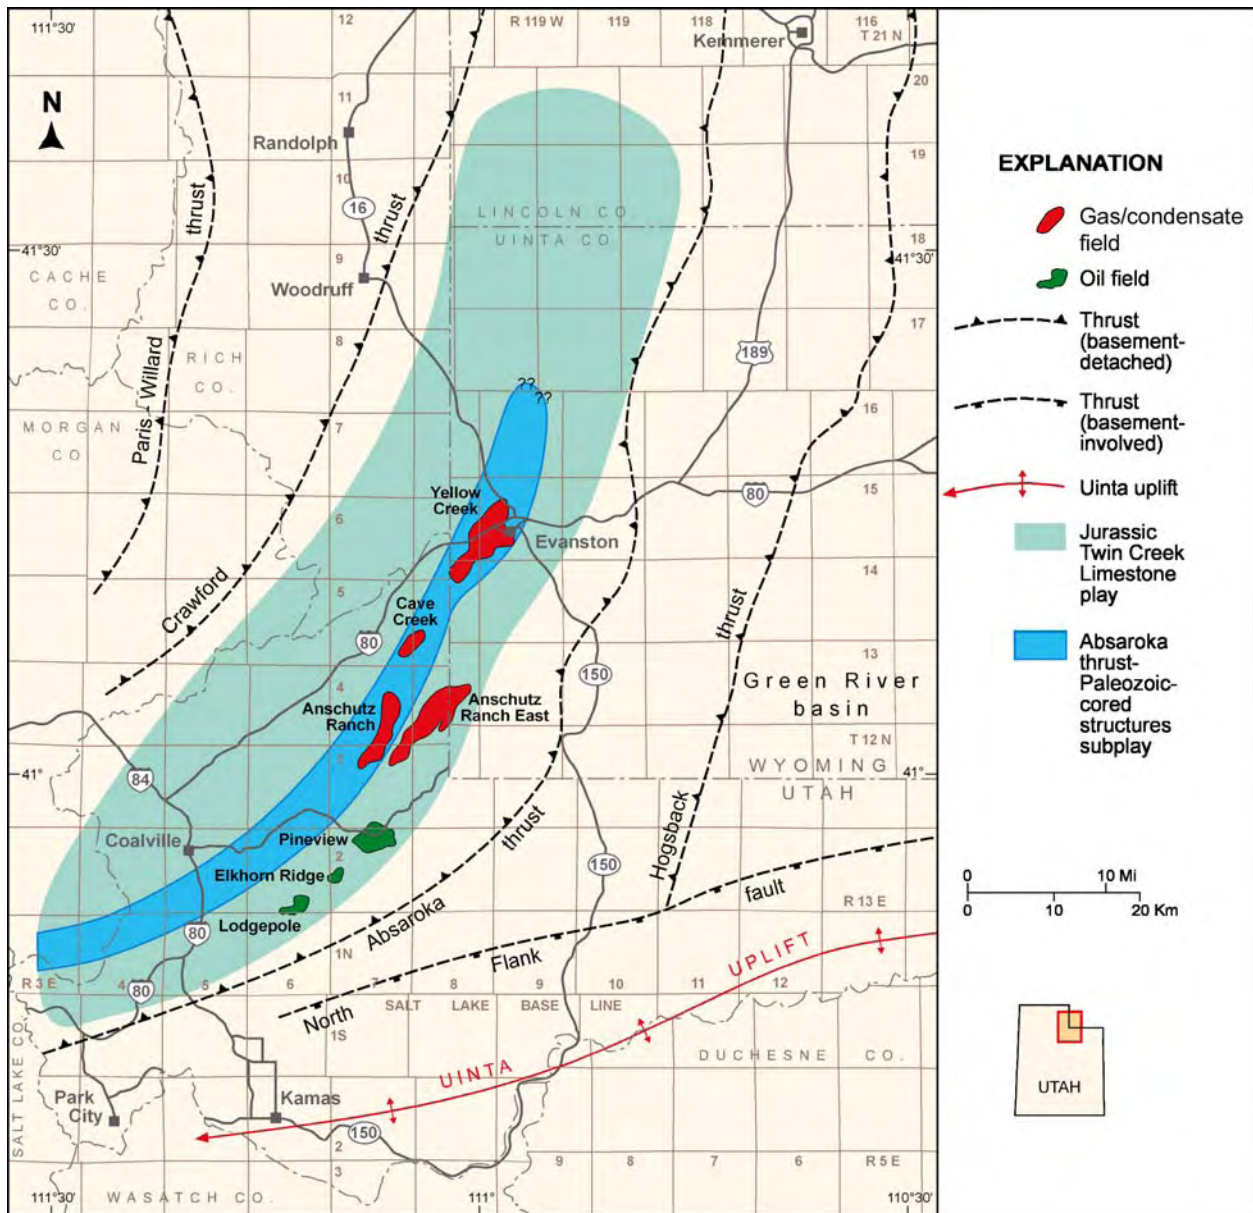 111°30'
12
R 119 W
119
118
116
Kemmerer
T 21 N
20
N
11
Randolph
19
10
thrust
thrust
16
LINCOLN CO.
UINTA CO
18
41°30'
41°30'
9
CACHE
CO.
Woodruff
17
8
189
RICH
CO.
??
??
16
MORGAN
CO.
7
Paris - Willard
Yellow
Creek
15
80
6
Evanston
14
thrust
5
Crawford
Cave
Creek
80
13
150
4
Green River
basin
Anschutz
Ranch
Anschutz
Ranch East
T 12 N
3
WYOMING
41°
41°
84
UTAH
thrust
Hogsback
Coalville
Pineview
2
150
Elkhorn Ridge
fault
R 13 E
Lodgepole
80
Absaroka
1N
Flank
UPLIFT
R 3 E
4
5
6
7
8
9
10
11
12
80
North
SALT LAKE BASE LINE
1S
SALT LAKE CO.
DUCHESNE CO.
UINTA
Park
City
Kamas
150
2
3
9
8
7
6
R 5 E
WASATCH CO.
111°30'
111°
110°30'
EXPLANATION
Gas/condensate
field
Oil field
Thrust
(basement-
detached)
Thrust
(basement-
involved)
Uinta uplift
Jurassic
Twin Creek
Limestone
play
Absaroka
thrust-
Paleozoic-
cored
structures
subplay
0
10 Mi
0
10
20 Km
UTAH